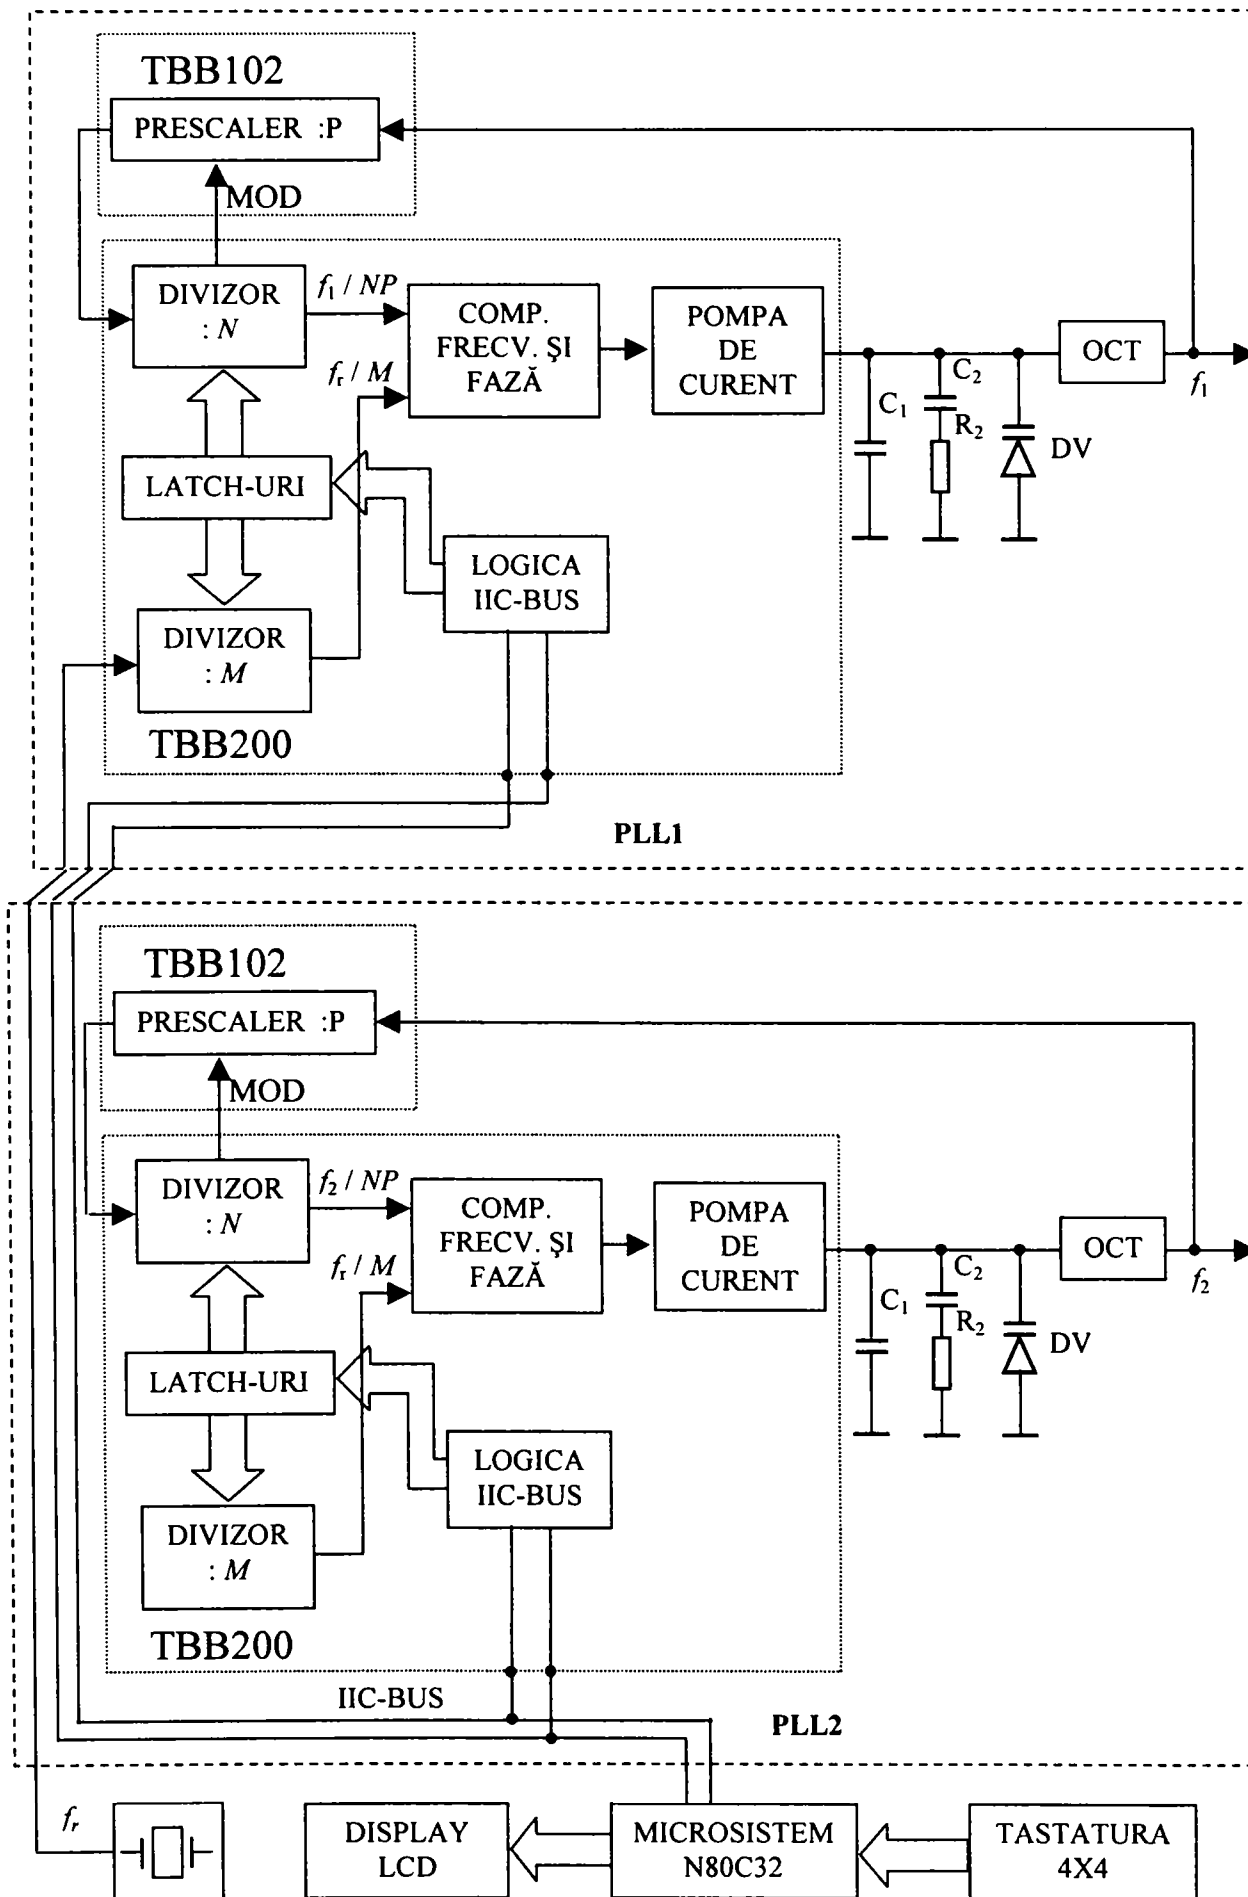 TBB102
PRESCALER :P
MOD
DIVIZOR
: N
f1 / NP
fr / M
COMP.
FRECV. ŞI
FAZĂ
POMPA
DE
CURENT
C1
C2
R2
DV
OCT
f1
LATCH-URI
LOGICA
IIC-BUS
DIVIZOR
: M
TBB200
PLL1
TBB102
PRESCALER :P
MOD
DIVIZOR
: N
f2 / NP
fr / M
COMP.
FRECV. ŞI
FAZĂ
POMPA
DE
CURENT
C1
C2
R2
DV
OCT
f2
LATCH-URI
LOGICA
IIC-BUS
DIVIZOR
: M
TBB200
IIC-BUS
PLL2
fr
DISPLAY
LCD
MICROSISTEM
N80C32
TASTATURA
4X4